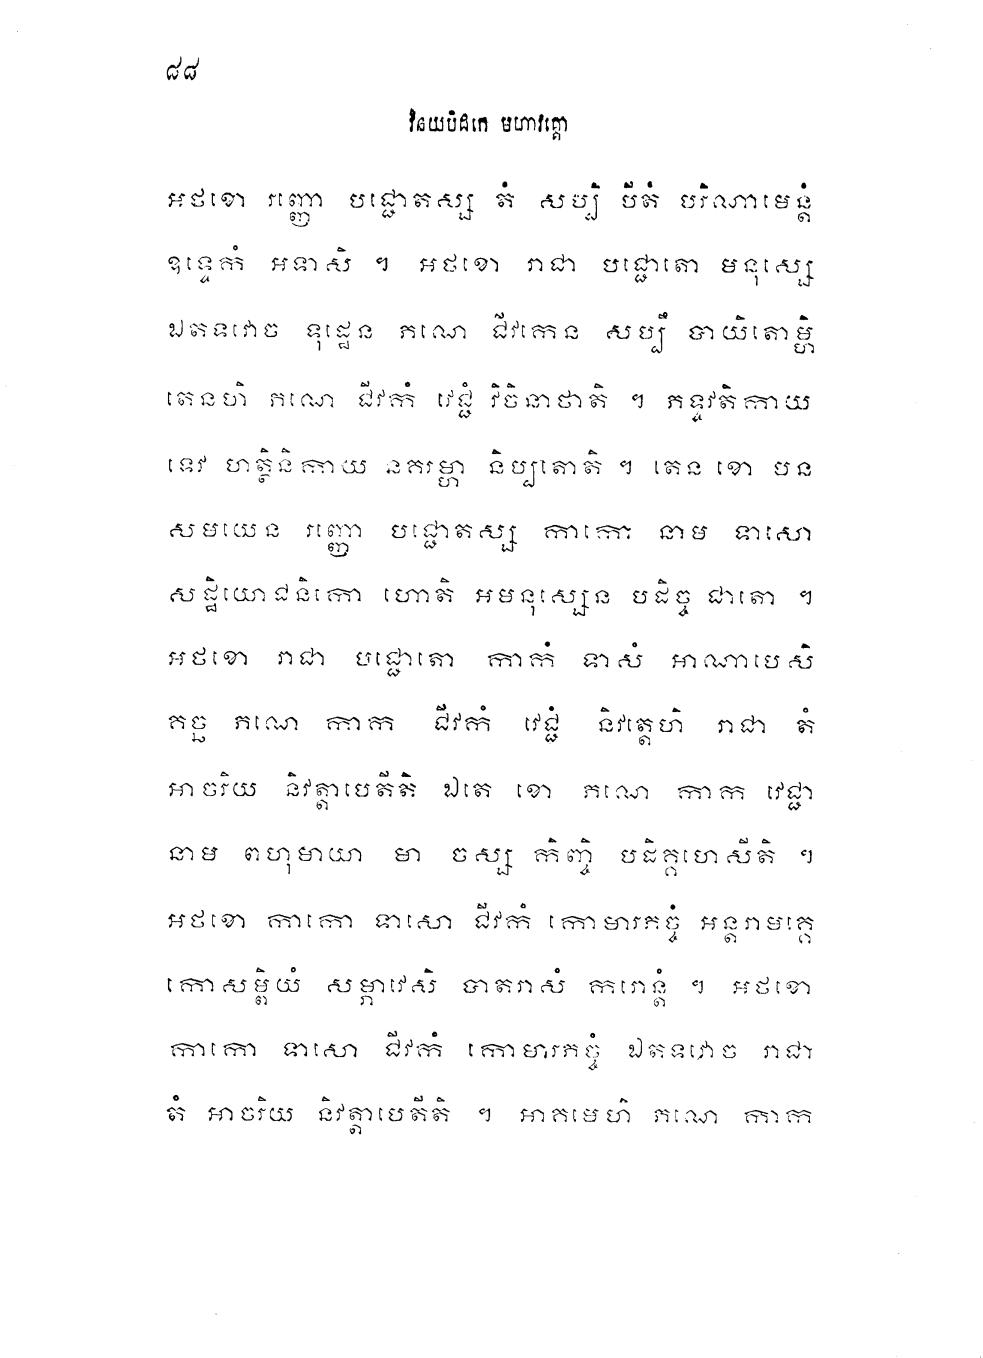 ៨៨
វិនយបិដកេ មហាវគ្គោ
អថខោ រញ្ញោ បជ្ជោតស្ស តំ សប្បិ បីតំ បរិណាមេន្តំ
ឧទ្ទេកំ អទាសិ ។ អថខោ រាជា បជ្ជោតោ មនុស្សេ
ឯតទវោច ទុដ្ឋេន ភណេ ជីវកេន សប្បឹ បាយិតោម្ហិ
តេនហិ ភណេ ជីវកំ វេជ្ជំ វិចិនាថាតិ ។ ភទ្ទវតិកាយ
ទេវ ហត្ថិនិកាយ នគរម្ហា និប្បតោតិ ។ តេន ខោ បន
សមយេន រញ្ញោ បជ្ជោតស្ស កាកោ នាម ទាសោ
សដ្ឋិយោជនិកោ ហោតិ អមនុស្សេន បដិច្ច ជាតោ ។
អថខោ រាជា បជ្ជោតោ កាកំ ទាសំ អាណាបេសិ
គច្ឆ ភណេ កាក ជីវកំ វេជ្ជំ និវត្តេហិ រាជា តំ
អាចរិយ និវត្តាបេតីតិ ឯតេ ខោ ភណេ កាក វេជ្ជា
នាម ពហុមាយា មា ចស្ស កិញ្ចិ បដិគ្គហេសីតិ ។
អថខោ កាកោ ទាសោ ជីវកំ កោមារភច្ចំ អន្តរាមគ្គេ
កោសម្ពិយំ សម្ភាវេសិ បាតរាសំ ករោន្តំ ។ អថខោ
កាកោ ទាសោ ជីវកំ កោមារភច្ចំ ឯតទវោច រាជា
តំ អាចរិយ និវត្តាបេតីតិ ។ អាគមេហិ ភណេ កាក